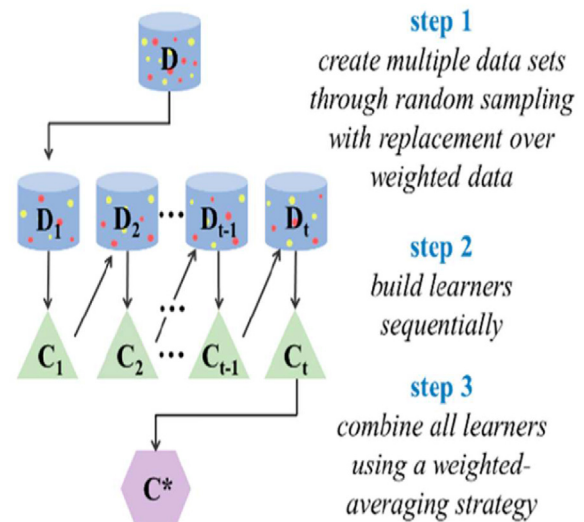 D
step 1
create multiple data sets
through random sampling
with replacement over
weighted data
D1 D2 ... Dt-1 Dt
step 2
build learners
sequentially
...
C1 C2 ... Ct-1 Ct
step 3
combine all learners
using a weighted-
averaging strategy
C*